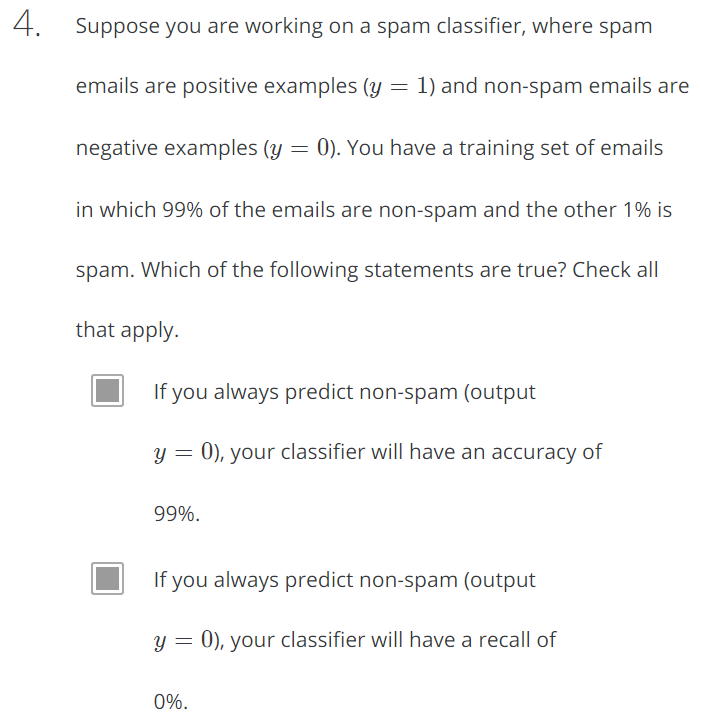 4. Suppose you are working on a spam classifier, where spam
emails are positive examples (y = 1) and non-spam emails are
negative examples (y = 0). You have a training set of emails
in which 99% of the emails are non-spam and the other 1% is
spam. Which of the following statements are true? Check all
that apply.
If you always predict non-spam (output
y = 0), your classifier will have an accuracy of
99%.
If you always predict non-spam (output
y = 0), your classifier will have a recall of
0%.